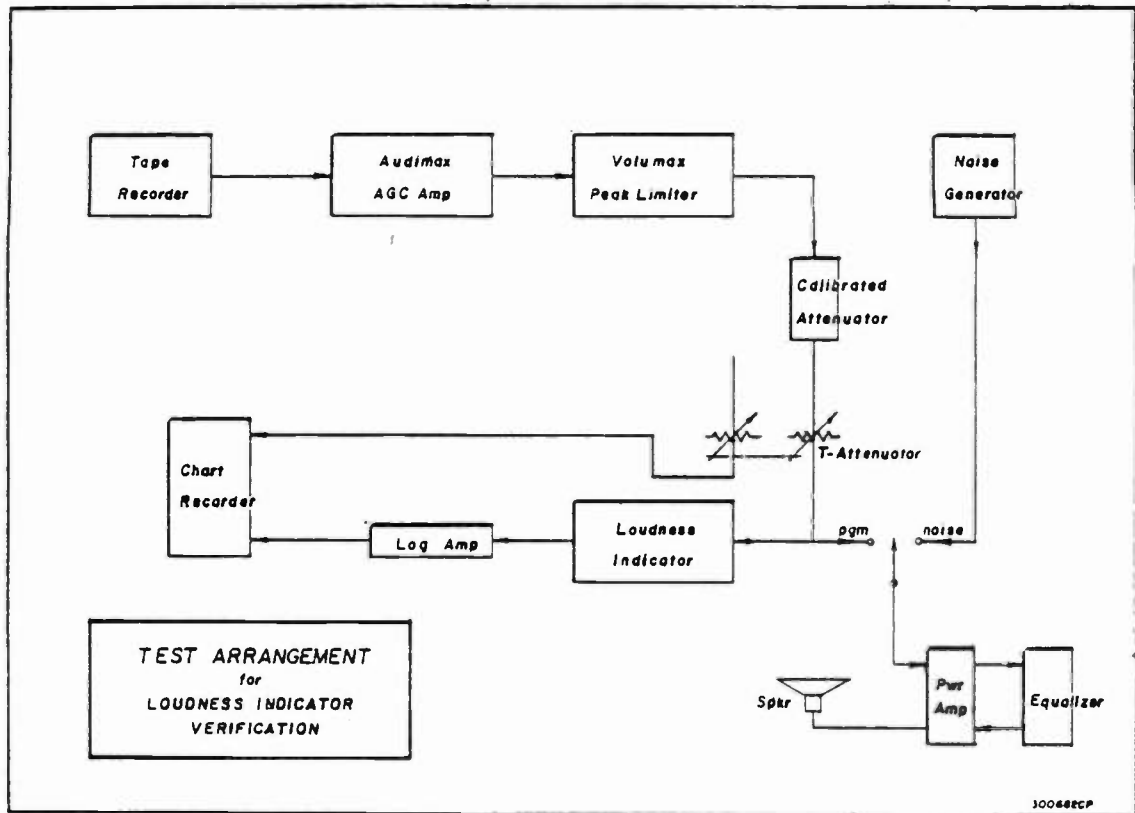 Tape
Recorder
Audimax
AGC Amp
Volumax
Peak Limiter
Noise
Generator
Calibrated
Attenuator
T-Attenuator
Chart
Recorder
Log Amp
Loudness
Indicator
pgm
noise
TEST ARRANGEMENT
for
LOUDNESS INDICATOR
VERIFICATION
Spkr
Pwr
Amp
Equalizer
300682CP